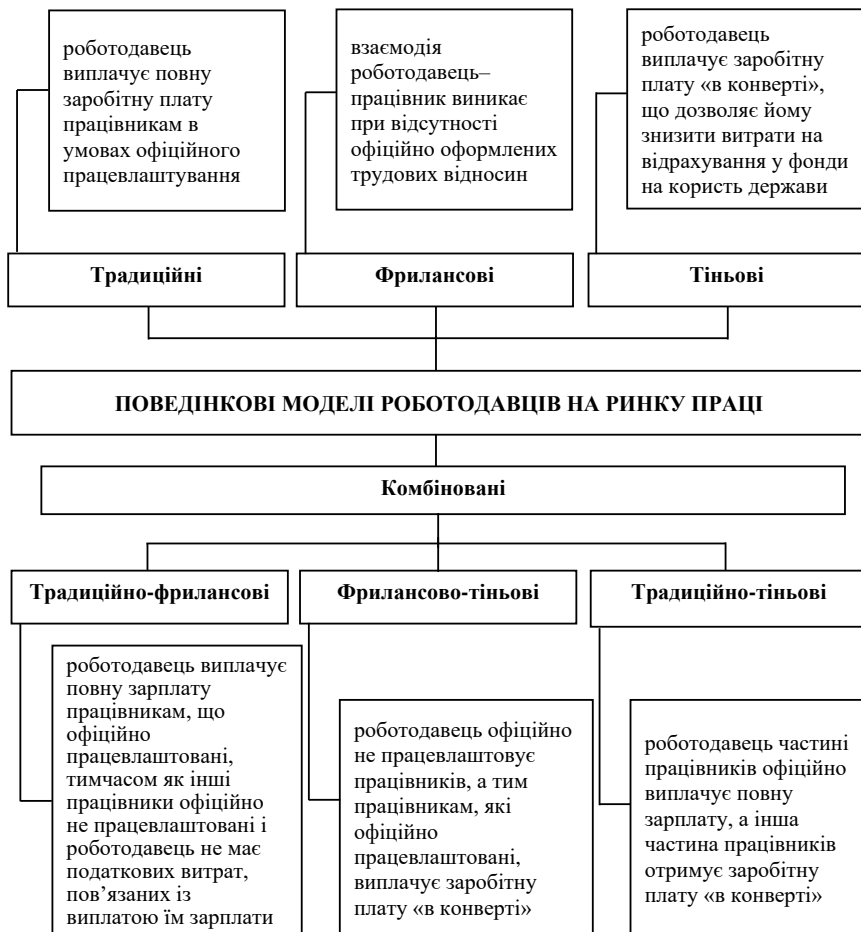 роботодавець
виплачує повну
заробітну плату
працівникам в
умовах офіційного
працевлаштування
взаємодія
роботодавець–
працівник виникає
при відсутності
офіційно оформлених
трудових відносин
роботодавець
виплачує заробітну
плату «в конверті»,
що дозволяє йому
знизити витрати на
відрахування у фонди
на користь держави
Традиційні
Фрилансові
Тіньові
ПОВЕДІНКОВІ МОДЕЛІ РОБОТОДАВЦІВ НА РИНКУ ПРАЦІ
Комбіновані
Традиційно-фрилансові
Фрилансово-тіньові
Традиційно-тіньові
роботодавець виплачує
повну зарплату
працівникам, що
офіційно
працевлаштовані,
тимчасом як інші
працівники офіційно
не працевлаштовані і
роботодавець не має
податкових витрат,
пов’язаних із
виплатою їм зарплати
роботодавець офіційно
не працевлаштовує
працівників, а тим
працівникам, які
офіційно
працевлаштовані,
виплачує заробітну
плату «в конверті»
роботодавець частині
працівників офіційно
виплачує повну
зарплату, а інша
частина працівників
отримує заробітну
плату «в конверті»